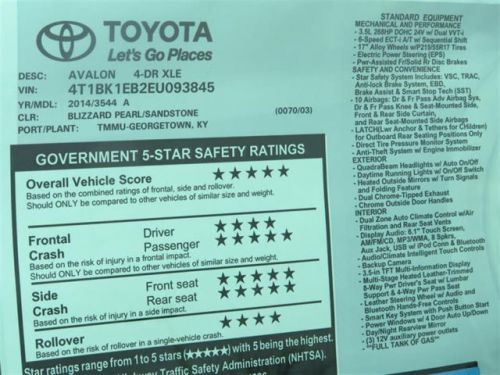 TOYOTA
Let's Go Places
DESC: AVALON 4-DR XLE
VIN: 4T1BK1EB2EU093845
YR/MDL: 2014/3544 A
CLR: BLIZZARD PEARL/SANDSTONE (0070/03)
PORT/PLANT: TMMU-GEORGETOWN, KY
GOVERNMENT 5-STAR SAFETY RATINGS
Overall Vehicle Score ★★★★★
Based on the combined ratings of frontal, side and rollover.
Should ONLY be compared to other vehicles of similar size and weight.
Frontal Crash Driver ★★★★
Passenger ★★★★★
Based on risk of injury in a frontal impact.
Should ONLY be compared to other vehicles of similar size and weight.
Side Crash Front seat ★★★★★
Rear seat ★★★★★
Based on risk of injury in a side impact.
Rollover ★★★★
Based on risk of rollover in a single-vehicle crash.
Star ratings range from 1 to 5 stars (★★★★★) with 5 being the highest.
Traffic Safety Administration (NHTSA).
STANDARD EQUIPMENT
MECHANICAL AND PERFORMANCE
- 3.5L 268HP DOHC 24V w/ Dual VVT-i
- 6-Speed ECT-i A/T w/ Sequential Shift
- 17" Alloy Wheels w/P215/55R17 Tires
- Electric Power Steering (EPS)
- Pwr-Assisted Fr/Solid Rr Disc Brakes
SAFETY AND CONVENIENCE
- Star Safety System Includes: VSC, TRAC,
Anti-lock Brake System, EBD,
Brake Assist & Smart Stop Tech (SST)
- 10 Airbags: Dr & Fr Pass Adv Airbag Sys,
Dr & Fr Pass Knee & Seat-Mounted Side,
Front & Rear Side Curtain,
and Rear Seat-Mounted Side Airbags
- LATCH(Lwr Anchor & Tethers for CHildren)
for Outboard Rear Seating Positions Only
- Direct Tire Pressure Monitor System
- Anti-Theft System w/ Engine Immobilizer
EXTERIOR
- QuadraBeam Headlights w/ Auto On/Off
- Daytime Running Lights w/ On/Off Switch
- Heated Outside Mirrors w/ Turn Signals
and Folding Feature
- Dual Chrome-Tipped Exhaust
- Chrome Outside Door Handles
INTERIOR
- Dual Zone Auto Climate Control w/Air
Filtration and Rear Seat Vents
- Display Audio: 6.1" Touch Screen,
AM/FM/CD, MP3/WMA, 8 Spkrs,
Aux Jack, USB w/ iPod Conn & Bluetooth
- Audio/Climate Intelligent Touch Controls
- Backup Camera
- 3.5-in TFT Multi-Information Display
- Multi-Stage Heated Leather-Trimmed
8-Way Pwr Driver's Seat w/ Lumbar
Support & 4-Way Pwr Pass Seat
- Leather Steering Wheel w/ Audio and
Bluetooth Hands-Free Controls
- Smart Key System with Push Button Start
- Power Windows w/ 4 Door Auto Up/Down
- Day/Night Rearview Mirror
- (3) 12V auxiliary power outlets
- **FULL TANK OF GAS**